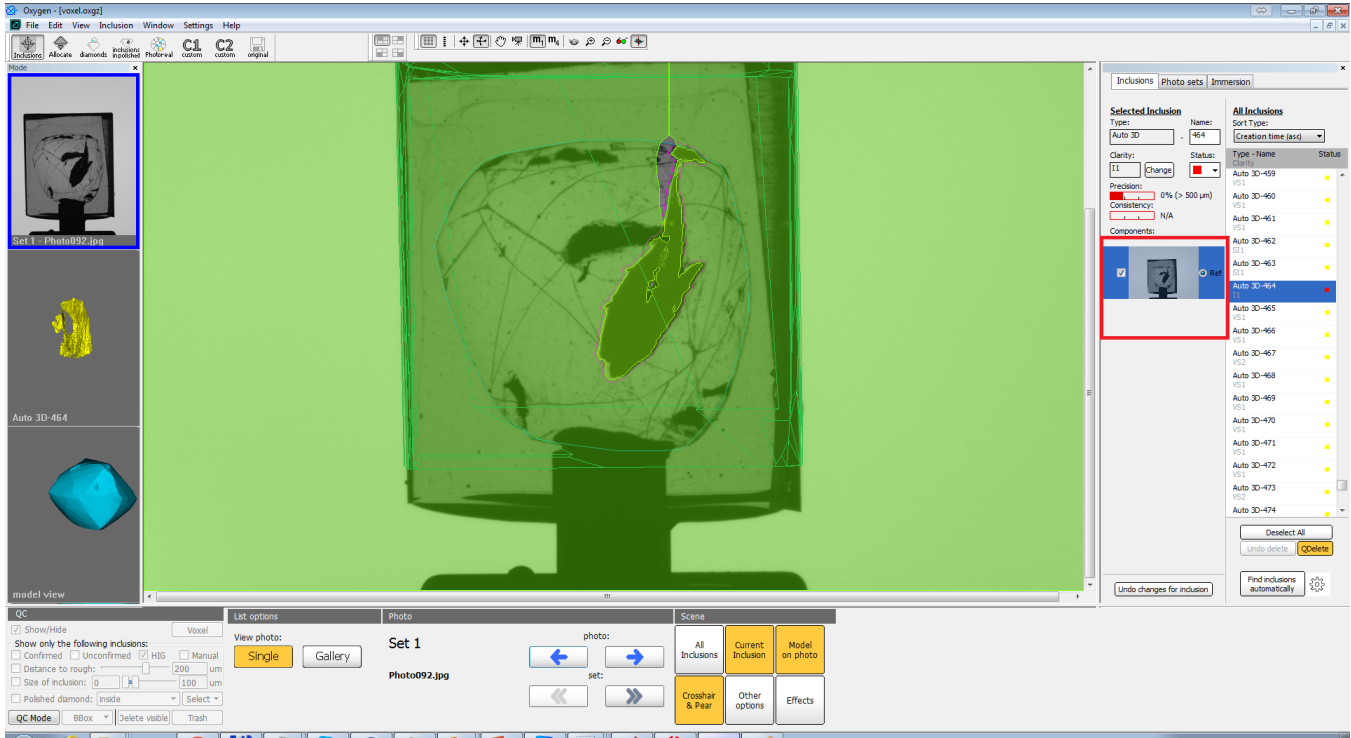 Oxygen - [voxel.oxgz]
File Edit View Inclusion Window Settings Help
Inclusions Allocate diamonds inclusions inpolished Photoreal C1 custom C2 custom original
Mode
Set 1 - Photo092.jpg
Auto 3D-464
model view
Inclusions Photo sets Immersion
Selected Inclusion
Type: Name:
Auto 3D - 464
Clarity: Status:
I1 Change
Precision:
0% (> 500 µm)
Consistency:
N/A
Components:
Ref
Undo changes for inclusion
All Inclusions
Sort Type:
Creation time (asc)
Type - Name Status
Clarity
Auto 3D-459
VS1
Auto 3D-460
VS1
Auto 3D-461
VS1
Auto 3D-462
SI1
Auto 3D-463
SI1
Auto 3D-464
I1
Auto 3D-465
VS1
Auto 3D-466
VS1
Auto 3D-467
VS2
Auto 3D-468
VS1
Auto 3D-469
VS1
Auto 3D-470
VS1
Auto 3D-471
VS1
Auto 3D-472
VS1
Auto 3D-473
VS2
Auto 3D-474
Deselect All
Undo delete QDelete
Find inclusions
automatically
QC
Show/Hide Voxel
Show only the following inclusions:
Confirmed Unconfirmed HIG Manual
Distance to rough: 200 um
Size of inclusion: 0 100 um
Polished diamond: inside Select
QC Mode BBox Delete visible Trash
List options
View photo:
Single Gallery
Photo
Set 1
Photo092.jpg
photo:
set:
Scene
All
Inclusions
Current
Inclusion
Model
on photo
Crosshair
& Pear
Other
options
Effects